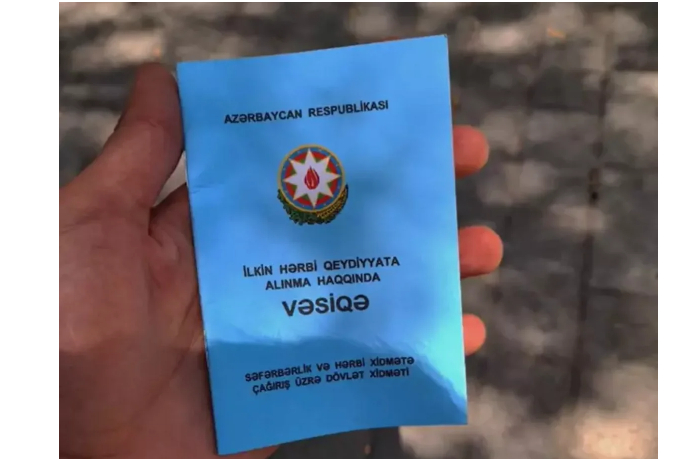 AZƏRBAYCAN RESPUBLİKASI
İLKİN HƏRBİ QEYDİYYATA
ALINMA HAQQINDA
VƏSİQƏ
SƏFƏRBƏRLİK VƏ HƏRBİ XİDMƏTƏ
ÇAĞIRIŞ ÜZRƏ DÖVLƏT XİDMƏTİ